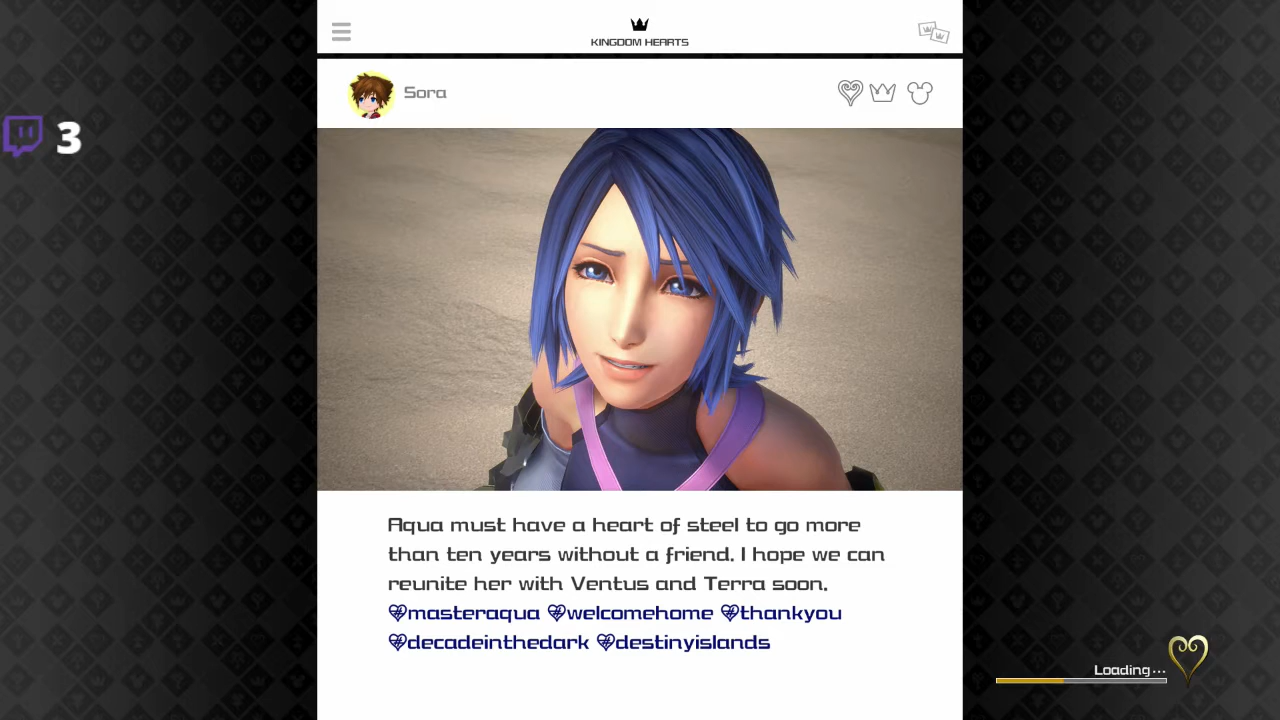 KINGDOM HEARTS
Sora
3
Aqua must have a heart of steel to go more
than ten years without a friend. I hope we can
reunite her with Ventus and Terra soon.
#masteraqua #welcomehome #thankyou
#decadeinthedark #destinyislands
Loading...